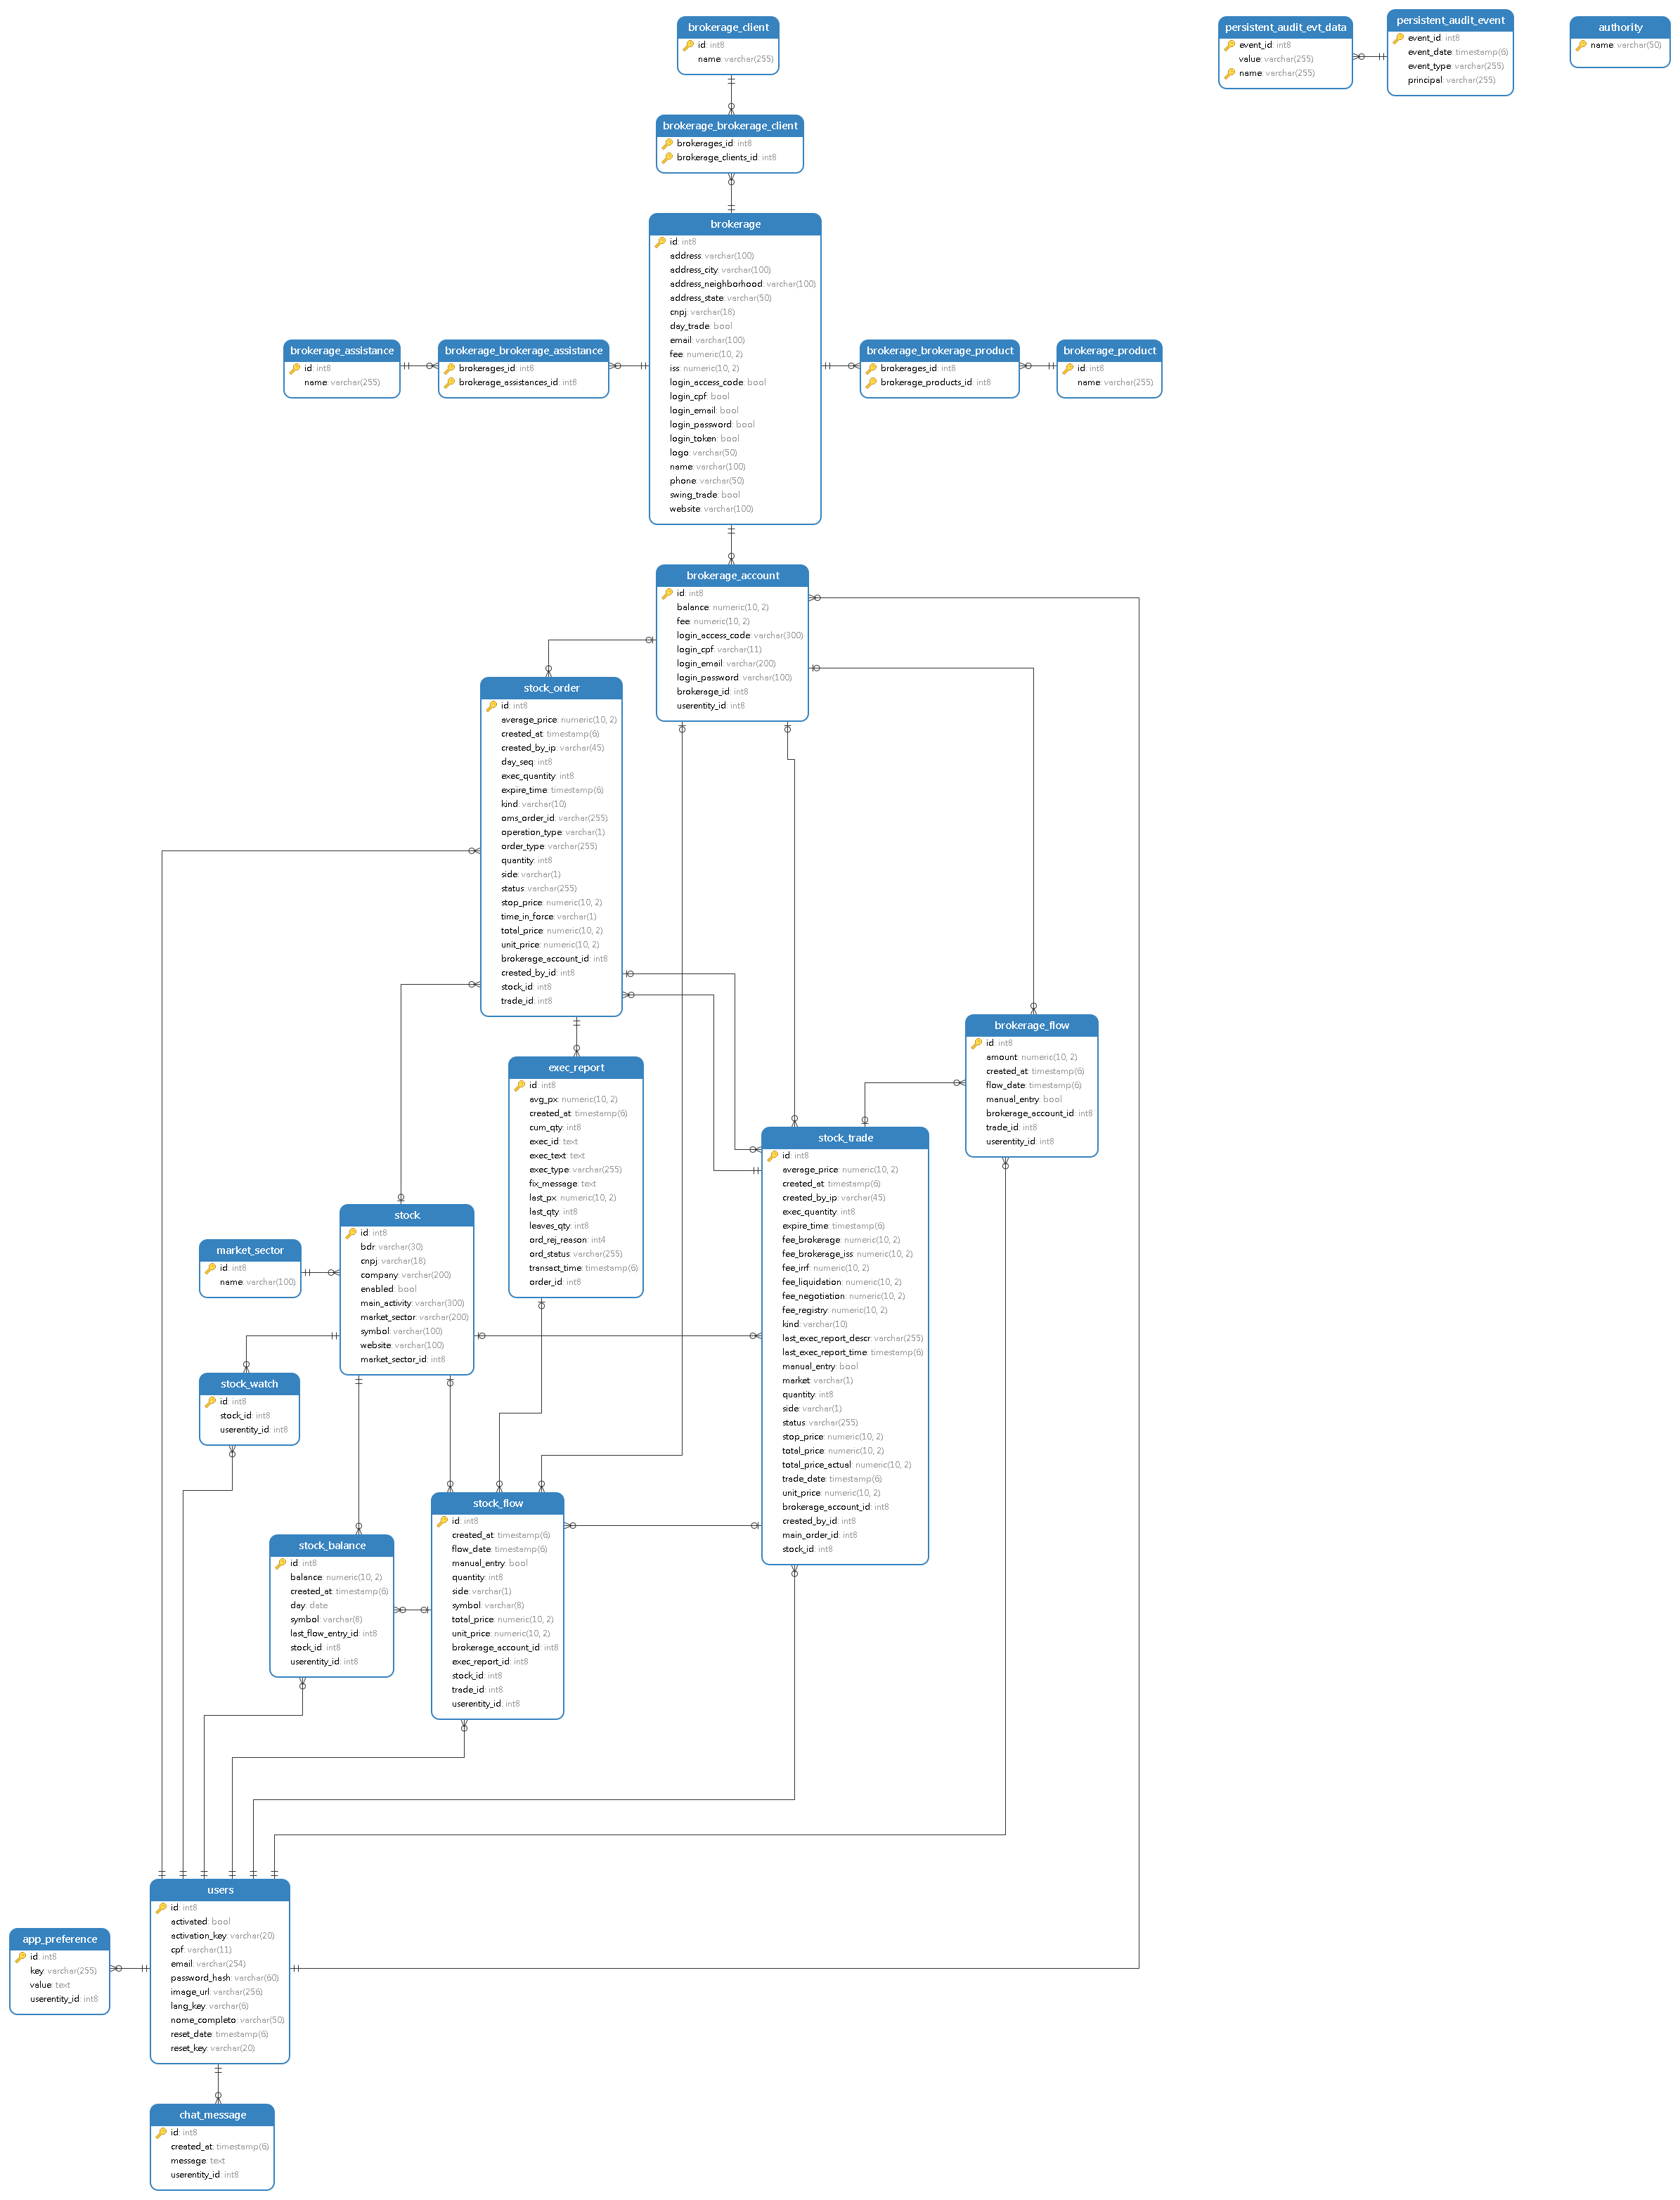 brokerage_client
id: int8
name: varchar(255)
persistent_audit_evt_data
event_id: int8
value: varchar(255)
name: varchar(255)
persistent_audit_event
event_id: int8
event_date: timestamp(6)
event_type: varchar(255)
principal: varchar(255)
authority
name: varchar(50)
brokerage_brokerage_client
brokerages_id: int8
brokerage_clients_id: int8
brokerage
id: int8
address: varchar(100)
address_city: varchar(100)
address_neighborhood: varchar(100)
address_state: varchar(50)
cnpj: varchar(18)
day_trade: bool
email: varchar(100)
fee: numeric(10, 2)
iss: numeric(10, 2)
login_access_code: bool
login_cpf: bool
login_email: bool
login_password: bool
login_token: bool
logo: varchar(50)
name: varchar(100)
phone: varchar(50)
swing_trade: bool
website: varchar(100)
brokerage_assistance
id: int8
name: varchar(255)
brokerage_brokerage_assistance
brokerages_id: int8
brokerage_assistances_id: int8
brokerage_brokerage_product
brokerages_id: int8
brokerage_products_id: int8
brokerage_product
id: int8
name: varchar(255)
brokerage_account
id: int8
balance: numeric(10, 2)
fee: numeric(10, 2)
login_access_code: varchar(300)
login_cpf: varchar(11)
login_email: varchar(200)
login_password: varchar(100)
brokerage_id: int8
userentity_id: int8
stock_order
id: int8
average_price: numeric(10, 2)
created_at: timestamp(6)
created_by_ip: varchar(45)
day_seq: int8
exec_quantity: int8
expire_time: timestamp(6)
kind: varchar(10)
oms_order_id: varchar(255)
operation_type: varchar(1)
order_type: varchar(255)
quantity: int8
side: varchar(1)
status: varchar(255)
stop_price: numeric(10, 2)
time_in_force: varchar(1)
total_price: numeric(10, 2)
unit_price: numeric(10, 2)
brokerage_account_id: int8
created_by_id: int8
stock_id: int8
trade_id: int8
brokerage_flow
id: int8
amount: numeric(10, 2)
created_at: timestamp(6)
flow_date: timestamp(6)
manual_entry: bool
brokerage_account_id: int8
trade_id: int8
userentity_id: int8
exec_report
id: int8
avg_px: numeric(10, 2)
created_at: timestamp(6)
cum_qty: int8
exec_id: text
exec_text: text
exec_type: varchar(255)
fix_message: text
last_px: numeric(10, 2)
last_qty: int8
leaves_qty: int8
ord_rej_reason: int4
ord_status: varchar(255)
transact_time: timestamp(6)
order_id: int8
stock_trade
id: int8
average_price: numeric(10, 2)
created_at: timestamp(6)
created_by_ip: varchar(45)
exec_quantity: int8
expire_time: timestamp(6)
fee_brokerage: numeric(10, 2)
fee_brokerage_iss: numeric(10, 2)
fee_irrf: numeric(10, 2)
fee_liquidation: numeric(10, 2)
fee_negotiation: numeric(10, 2)
fee_registry: numeric(10, 2)
kind: varchar(10)
last_exec_report_descr: varchar(255)
last_exec_report_time: timestamp(6)
manual_entry: bool
market: varchar(1)
quantity: int8
side: varchar(1)
status: varchar(255)
stop_price: numeric(10, 2)
total_price: numeric(10, 2)
total_price_actual: numeric(10, 2)
trade_date: timestamp(6)
unit_price: numeric(10, 2)
brokerage_account_id: int8
created_by_id: int8
main_order_id: int8
stock_id: int8
stock
id: int8
bdr: varchar(30)
cnpj: varchar(18)
company: varchar(200)
enabled: bool
main_activity: varchar(300)
market_sector: varchar(200)
symbol: varchar(100)
website: varchar(100)
market_sector_id: int8
market_sector
id: int8
name: varchar(100)
stock_watch
id: int8
stock_id: int8
userentity_id: int8
stock_flow
id: int8
created_at: timestamp(6)
flow_date: timestamp(6)
manual_entry: bool
quantity: int8
side: varchar(1)
symbol: varchar(8)
total_price: numeric(10, 2)
unit_price: numeric(10, 2)
brokerage_account_id: int8
exec_report_id: int8
stock_id: int8
trade_id: int8
userentity_id: int8
stock_balance
id: int8
balance: numeric(10, 2)
created_at: timestamp(6)
day: date
symbol: varchar(8)
last_flow_entry_id: int8
stock_id: int8
userentity_id: int8
users
id: int8
activated: bool
activation_key: varchar(20)
cpf: varchar(11)
email: varchar(254)
password_hash: varchar(60)
image_url: varchar(256)
lang_key: varchar(6)
nome_completo: varchar(50)
reset_date: timestamp(6)
reset_key: varchar(20)
app_preference
id: int8
key: varchar(255)
value: text
userentity_id: int8
chat_message
id: int8
created_at: timestamp(6)
message: text
userentity_id: int8